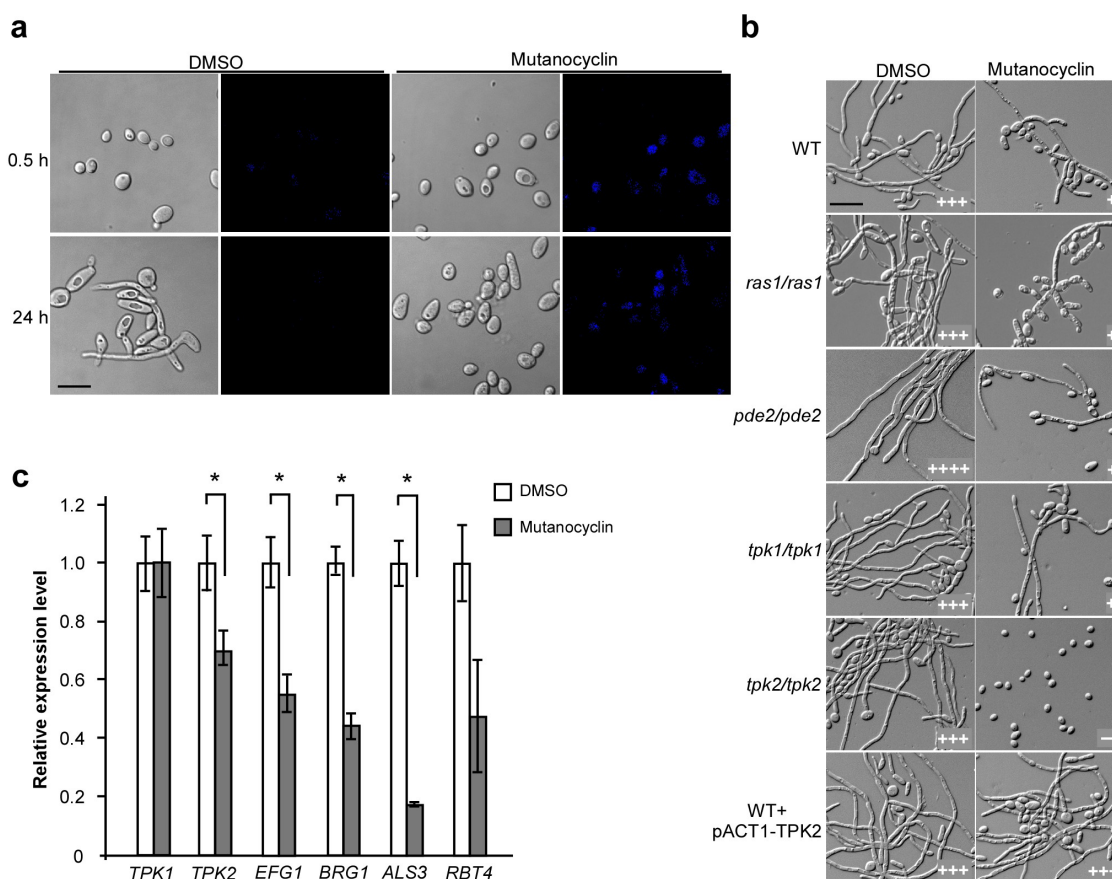 a
DMSO
Mutanocyclin
0.5 h
24 h
b
DMSO
Mutanocyclin
WT
+++
+
ras1/ras1
+++
+
pde2/pde2
++++
+
tpk1/tpk1
+++
+
tpk2/tpk2
+++
−
WT+
pACT1-TPK2
+++
+++
c
* * * *
DMSO
Mutanocyclin
Relative expression level
1.2
1.0
0.8
0.6
0.4
0.2
0
TPK1 TPK2 EFG1 BRG1 ALS3 RBT4